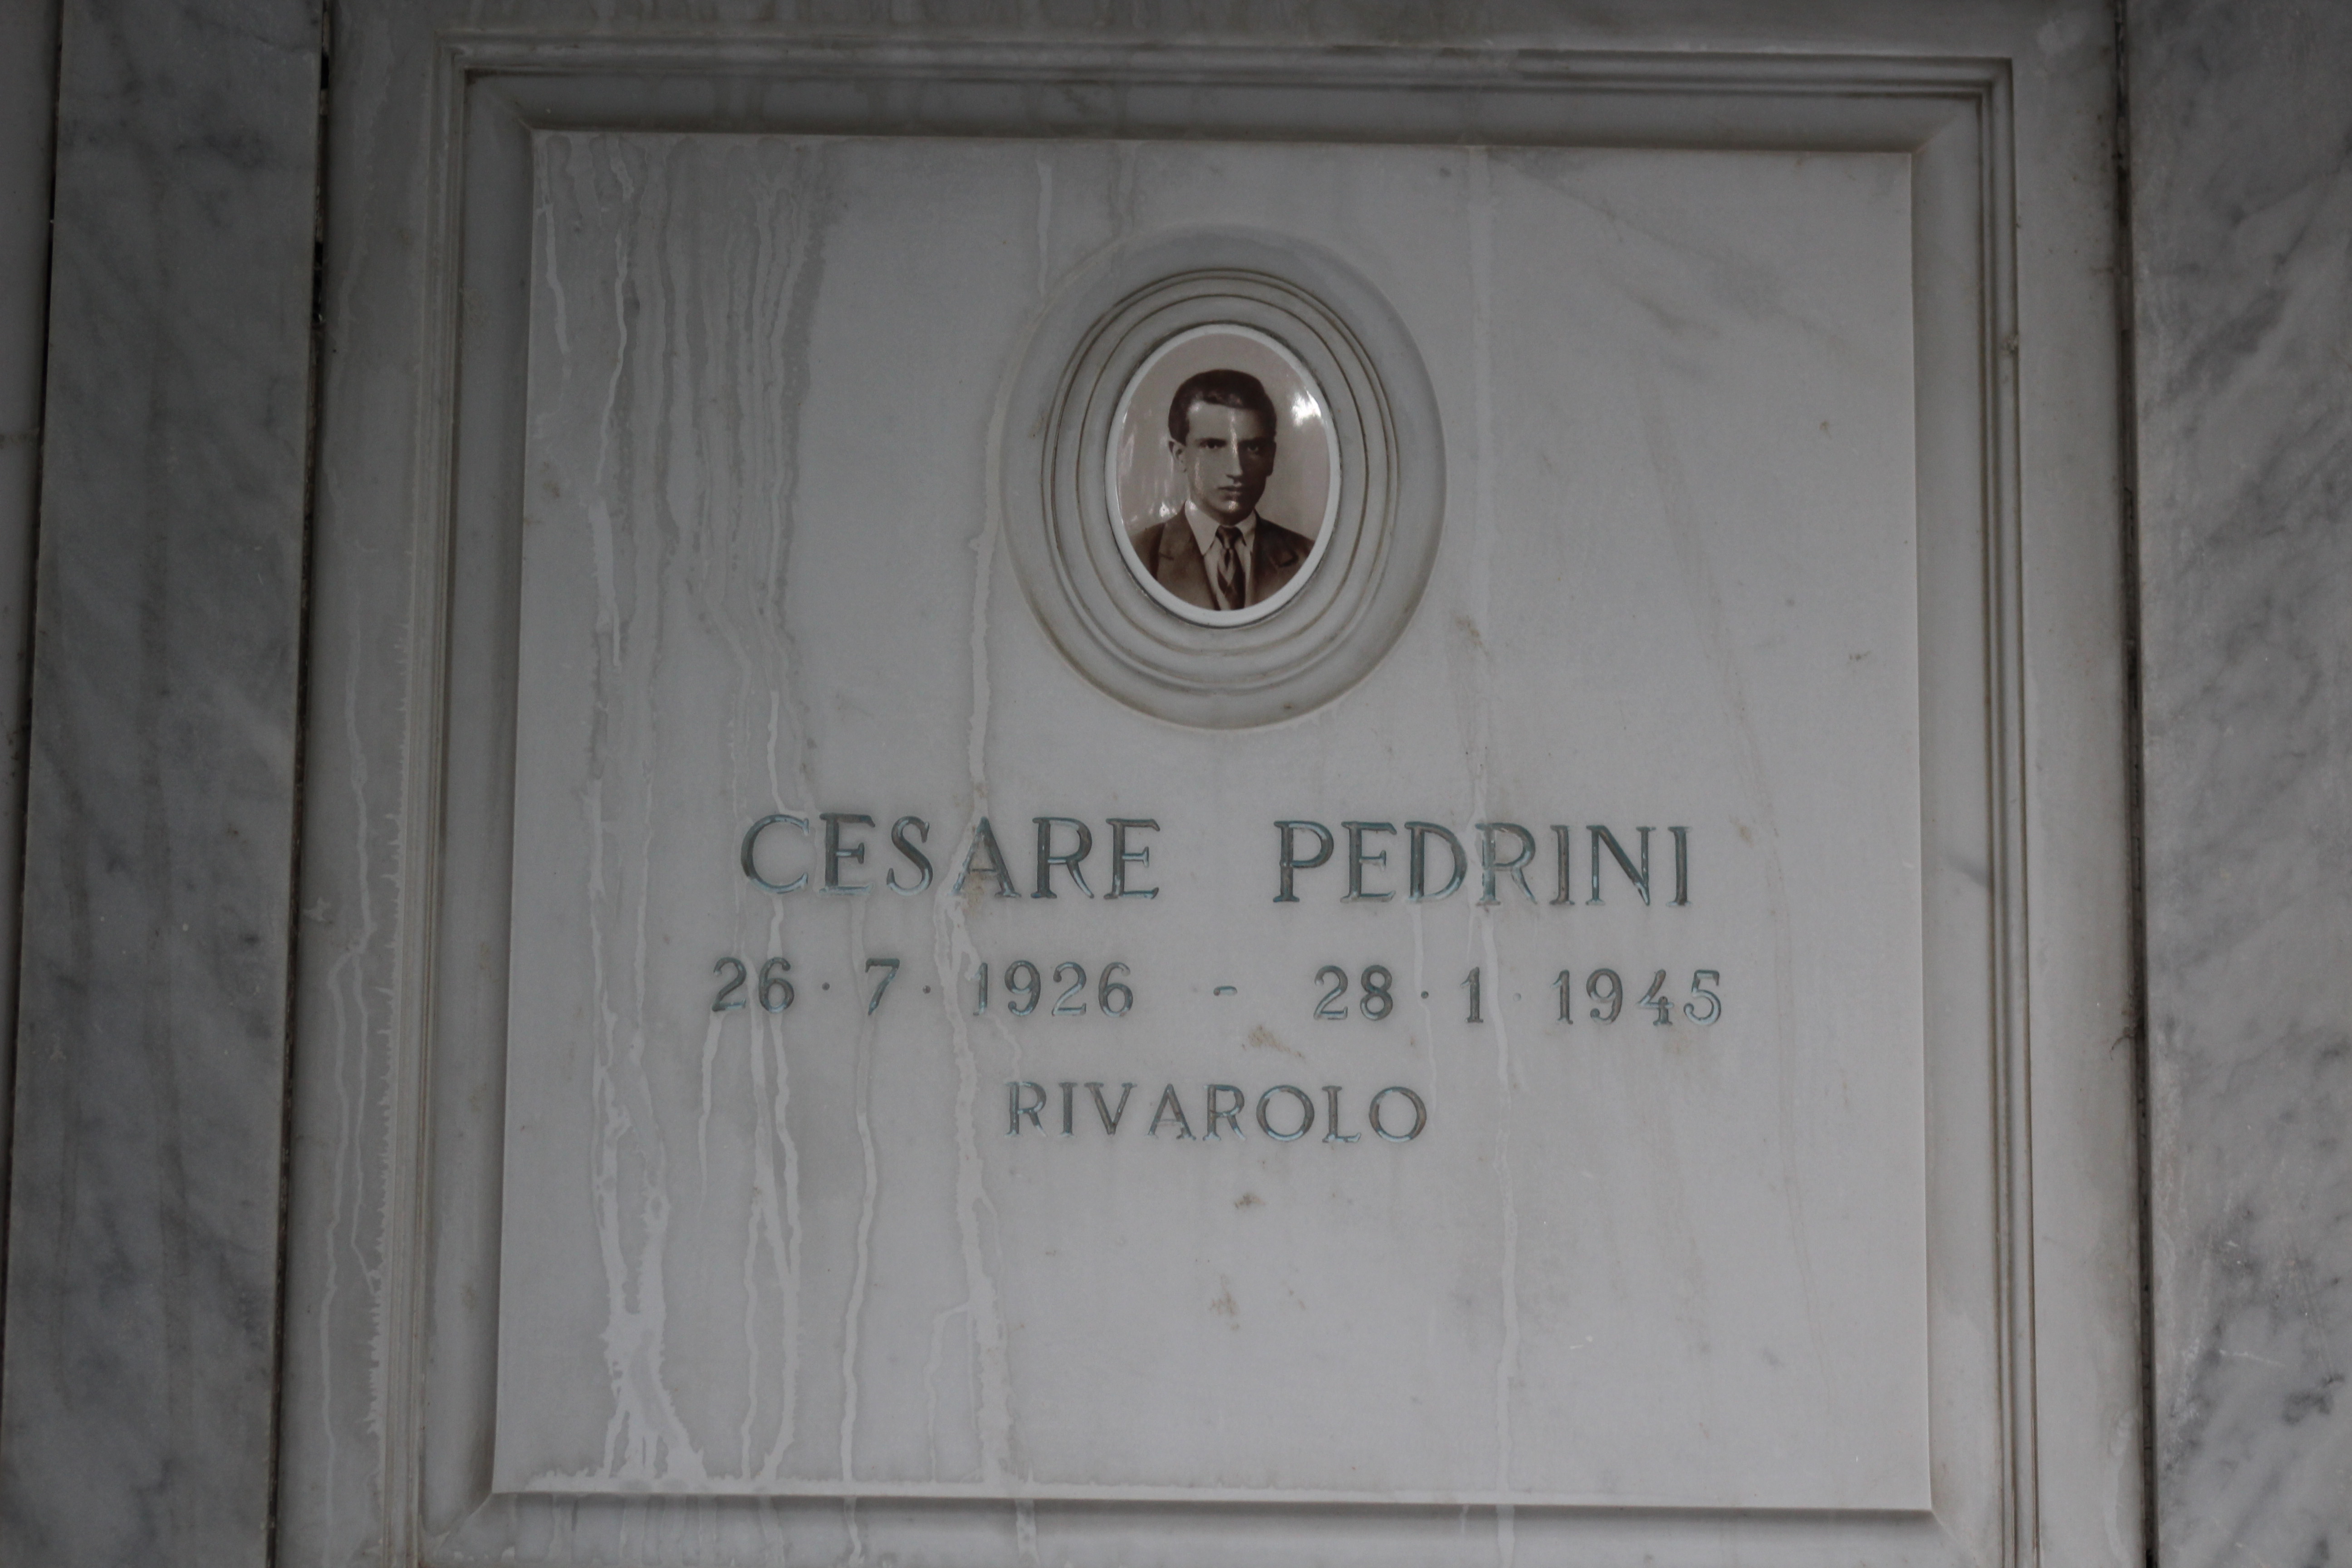 CESARE PEDRINI
26·7·1926 - 28·1·1945
RIVAROLO